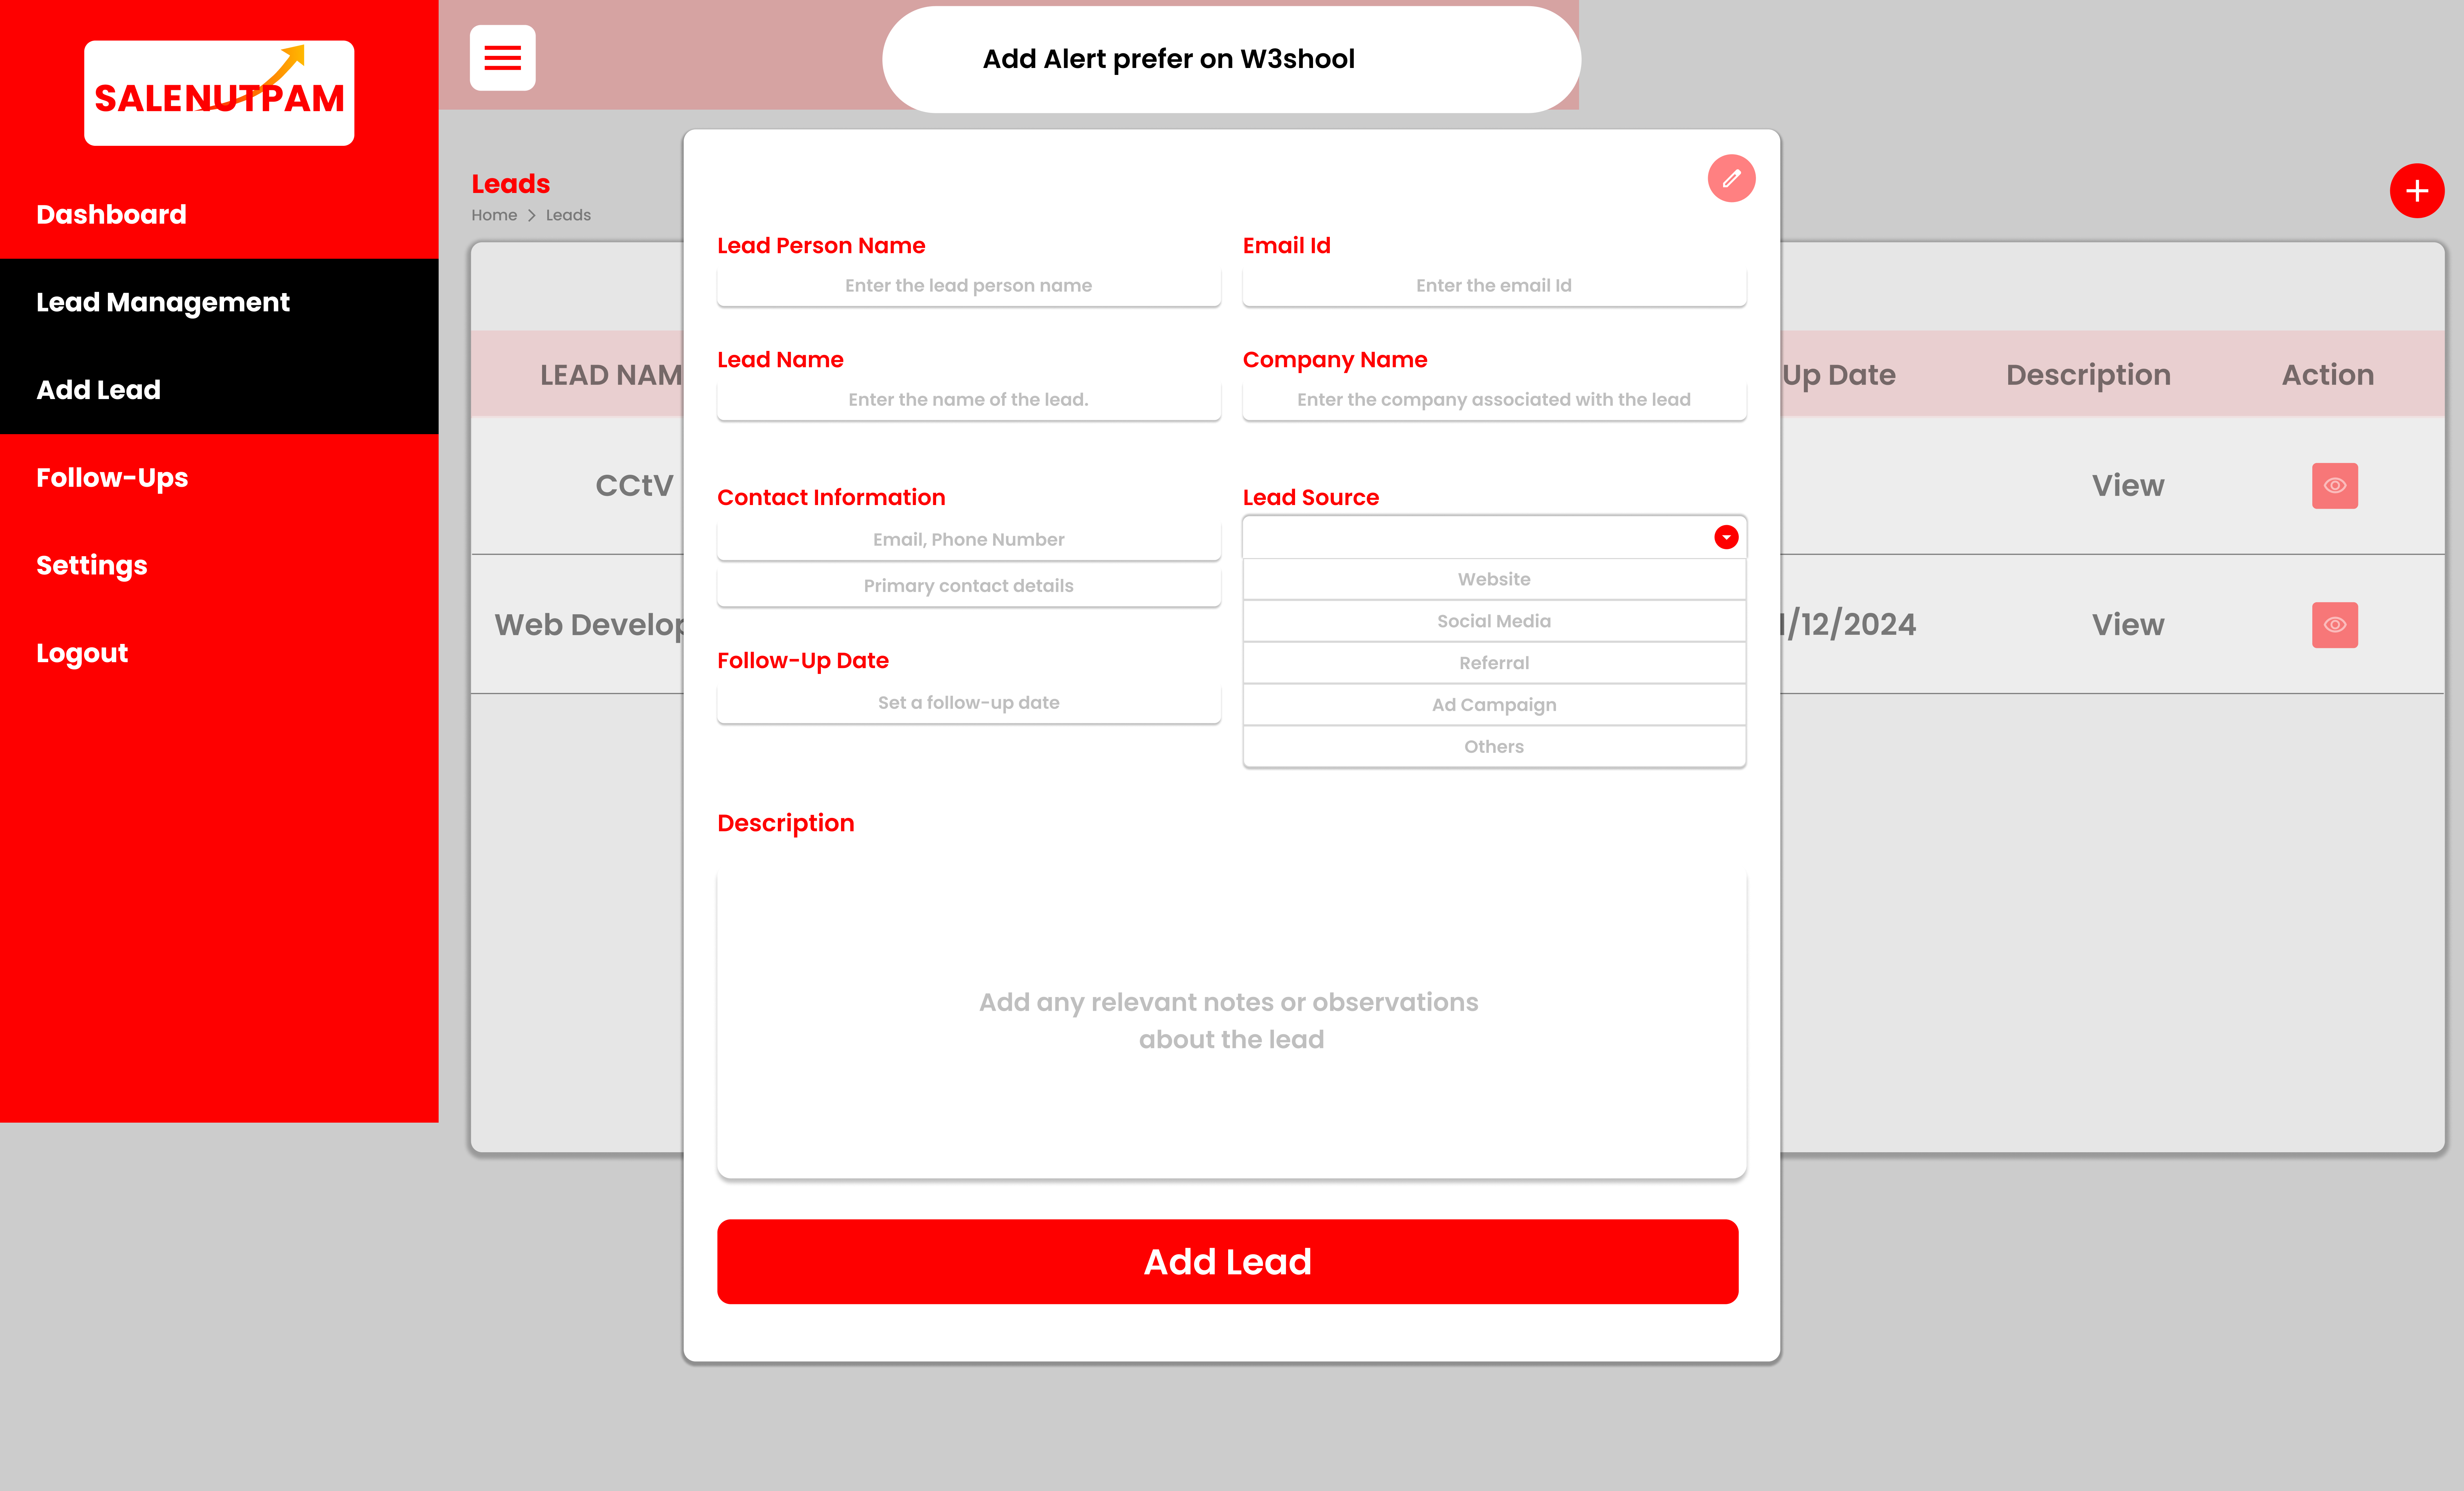 SALENUTPAM
Dashboard
Lead Management
Add Lead
Follow-Ups
Settings
Logout
Add Alert prefer on W3shool
Leads
Home > Leads
LEAD NAM
Up Date
Description
Action
CCtV
View
Web Develop
/12/2024
View
Lead Person Name
Enter the lead person name
Email Id
Enter the email Id
Lead Name
Enter the name of the lead.
Company Name
Enter the company associated with the lead
Contact Information
Email, Phone Number
Primary contact details
Lead Source
Website
Social Media
Referral
Ad Campaign
Others
Follow-Up Date
Set a follow-up date
Description
Add any relevant notes or observations
about the lead
Add Lead